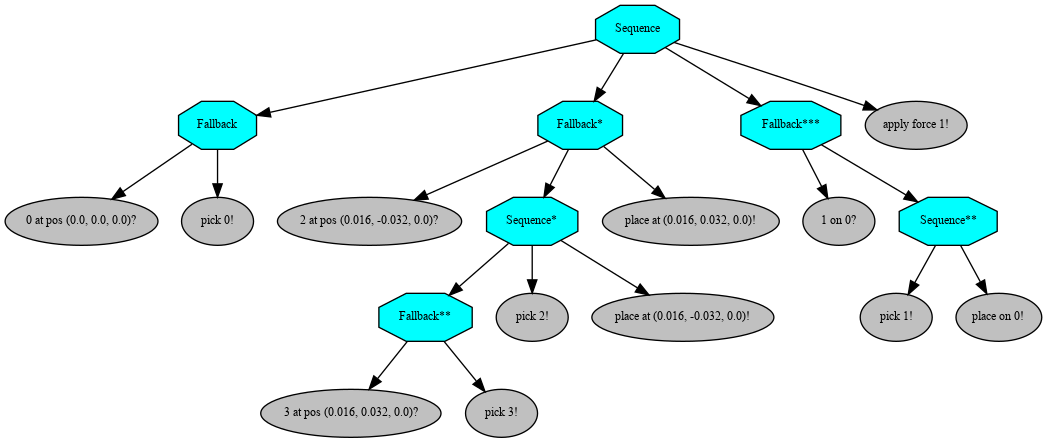 Sequence
Fallback
Fallback*
Fallback***
apply force 1!
0 at pos (0.0, 0.0, 0.0)?
pick 0!
2 at pos (0.016, -0.032, 0.0)?
Sequence*
place at (0.016, 0.032, 0.0)!
1 on 0?
Sequence**
Fallback**
pick 2!
place at (0.016, -0.032, 0.0)!
pick 1!
place on 0!
3 at pos (0.016, 0.032, 0.0)?
pick 3!